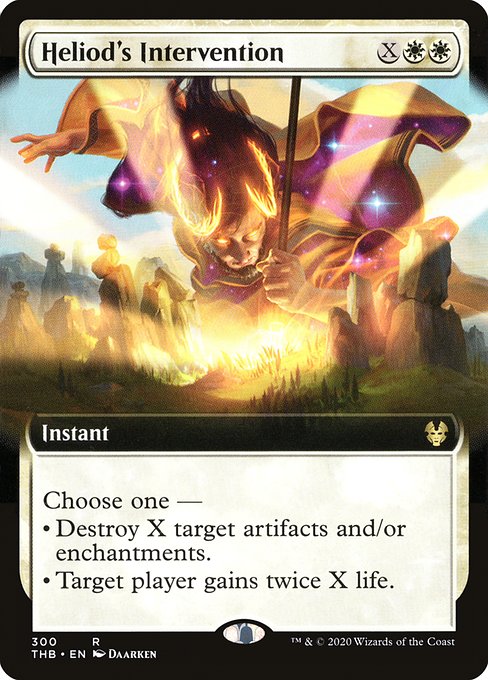 Heliod's Intervention X
Instant
Choose one —
• Destroy X target artifacts and/or
enchantments.
• Target player gains twice X life.
300 R
THB • EN Daarken
™ & © 2020 Wizards of the Coast